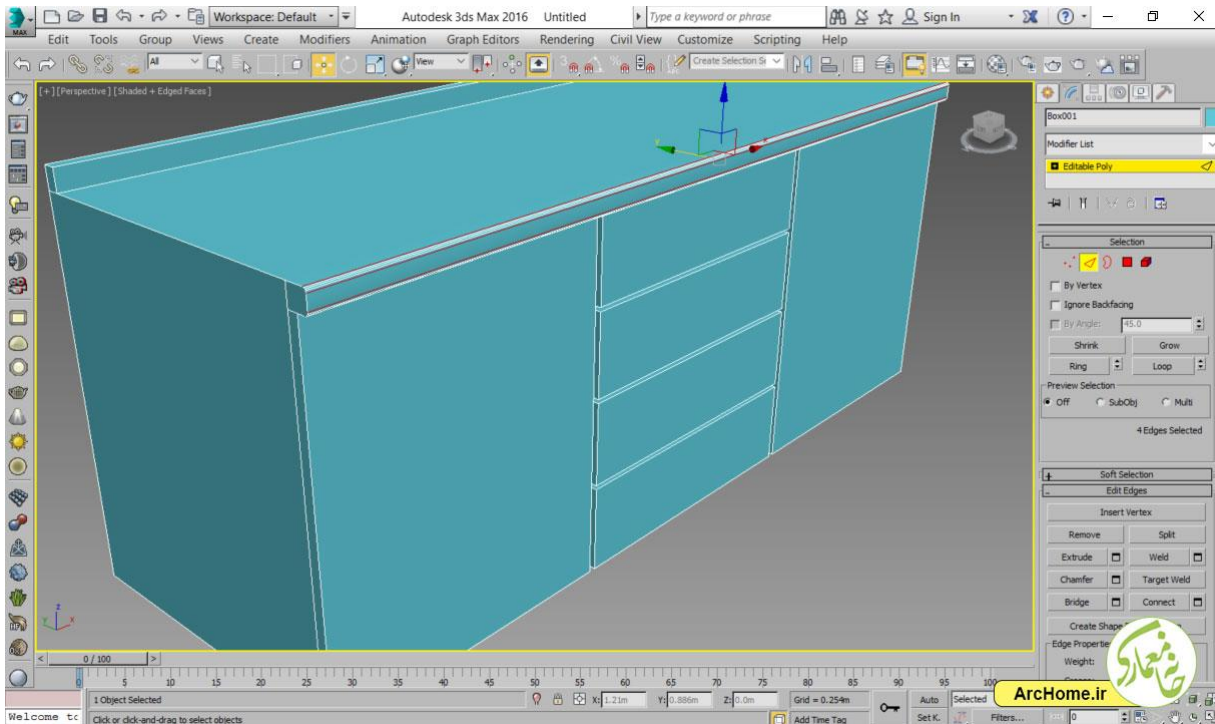 Workspace: Default
Autodesk 3ds Max 2016 Untitled
Type a keyword or phrase
Sign In
MAX
Edit Tools Group Views Create Modifiers Animation Graph Editors Rendering Civil View Customize Scripting Help
All
View
Create Selection Se
[+] [Perspective] [Shaded + Edged Faces]
Box001
Modifier List
Editable Poly
Selection
By Vertex
Ignore Backfacing
By Angle: 45.0
Shrink Grow
Ring Loop
Preview Selection
Off SubObj Multi
4 Edges Selected
Soft Selection
Edit Edges
Insert Vertex
Remove Split
Extrude Weld
Chamfer Target Weld
Bridge Connect
Create Shape
Edge Propertie
Weight:
z
y x
0 / 100
0 5 10 15 20 25 30 35 40 45 50 55 60 65 70 75 80 85 90 95 100
1 Object Selected X: 1.21m Y: 0.886m Z: 0.0m Grid = 0.254m Auto Selected
Welcome to Click or click-and-drag to select objects Add Time Tag Set K. Filters... 0
خانه معماری
ArcHome.ir